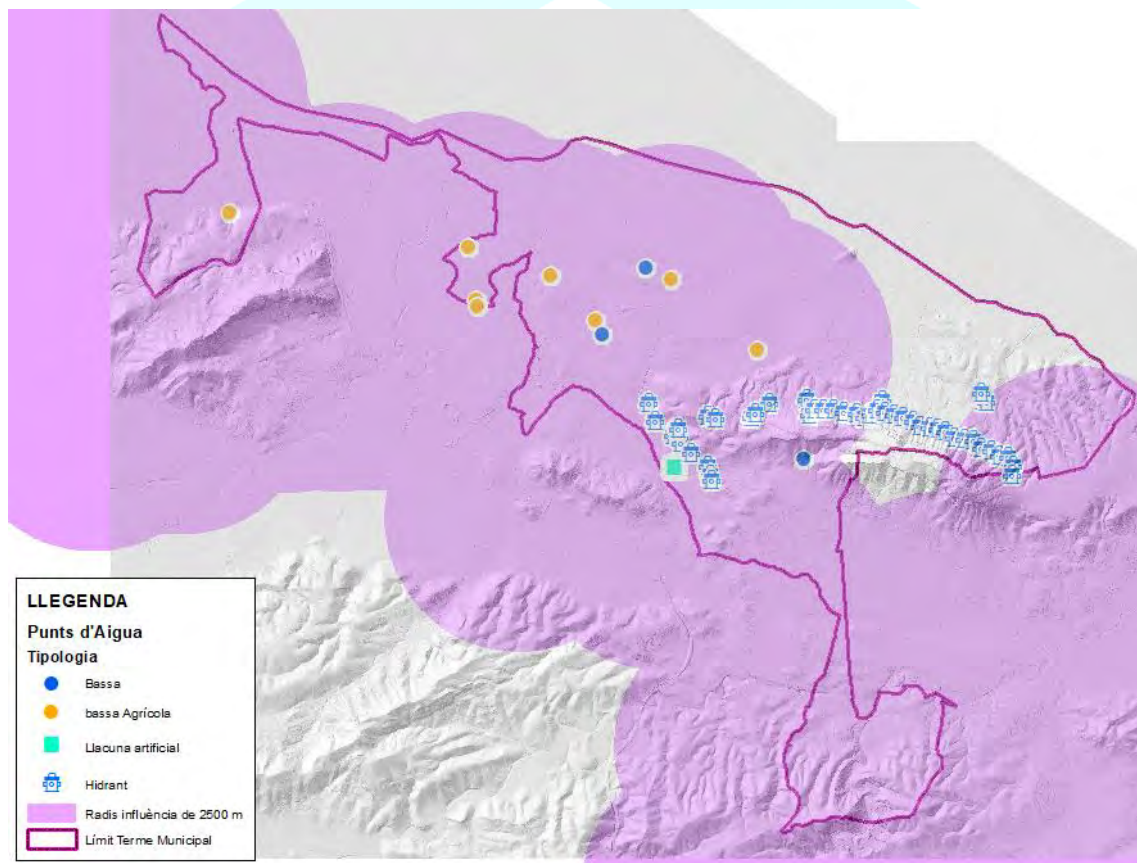 LLEGENDA
Punts d'Aigua
Tipologia
Bassa
bassa Agrícola
Llacuna artificial
Hidrant
Radis influència de 2500 m
Límit Terme Municipal